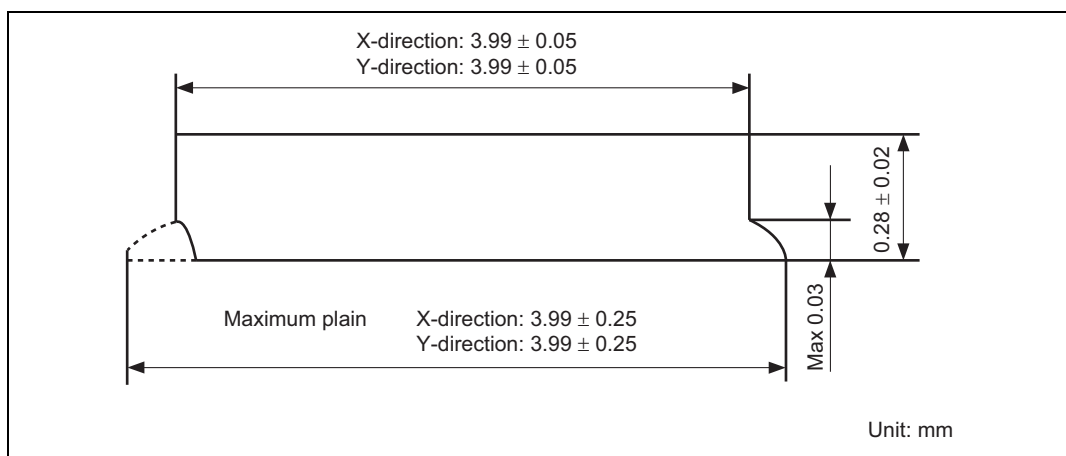 X-direction: 3.99 ± 0.05
Y-direction: 3.99 ± 0.05
0.28 ± 0.02
Max 0.03
Maximum plain X-direction: 3.99 ± 0.25
Y-direction: 3.99 ± 0.25
Unit: mm